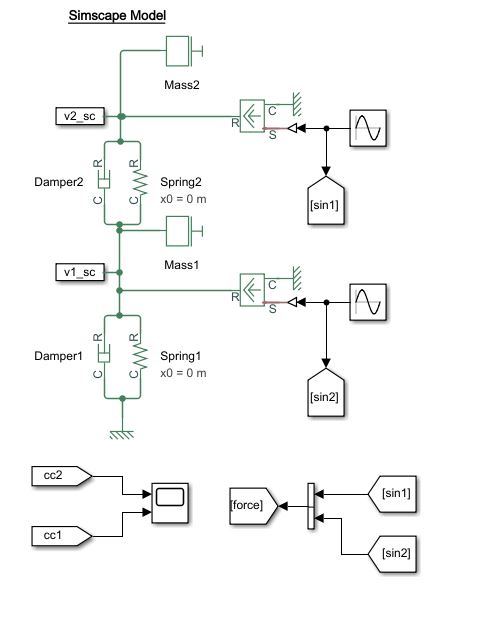 Simscape Model
Mass2
v2_sc
R
C
S
R
R
Damper2
Spring2
x0 = 0 m
C
C
[sin1]
Mass1
v1_sc
R
C
S
R
R
Damper1
Spring1
x0 = 0 m
C
C
[sin2]
cc2
cc1
[force]
[sin1]
[sin2]